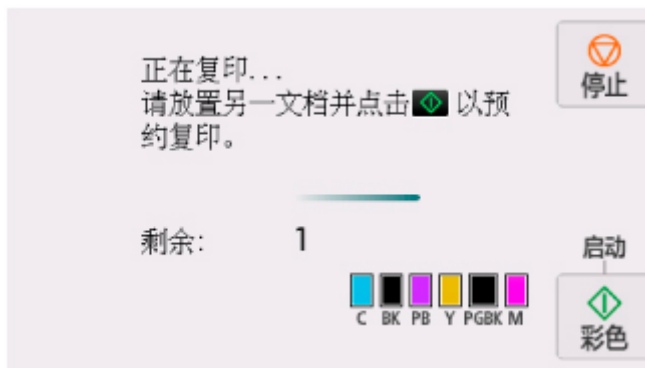 正在复印...
请放置另一文档并点击 以预
约复印。
停止
剩余: 1
启动
C BK PB Y PGBK M
彩色